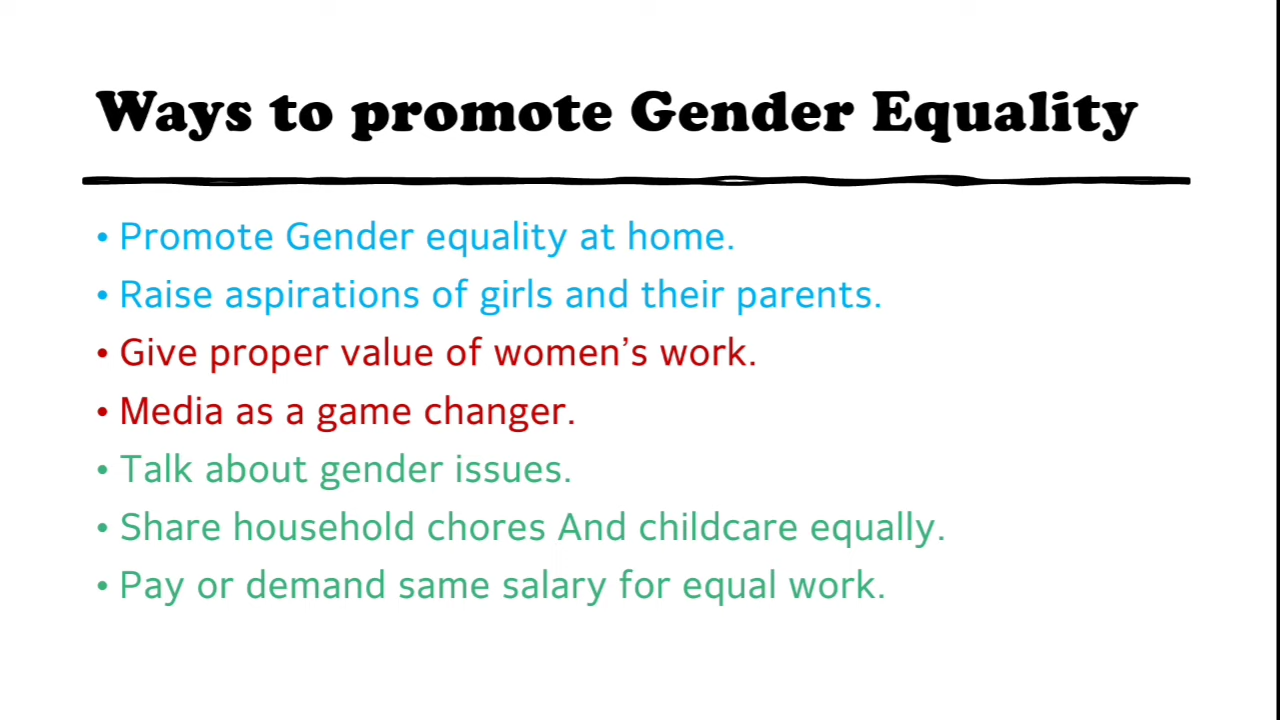 Ways to promote Gender Equality
• Promote Gender equality at home.
• Raise aspirations of girls and their parents.
• Give proper value of women’s work.
• Media as a game changer.
• Talk about gender issues.
• Share household chores And childcare equally.
• Pay or demand same salary for equal work.